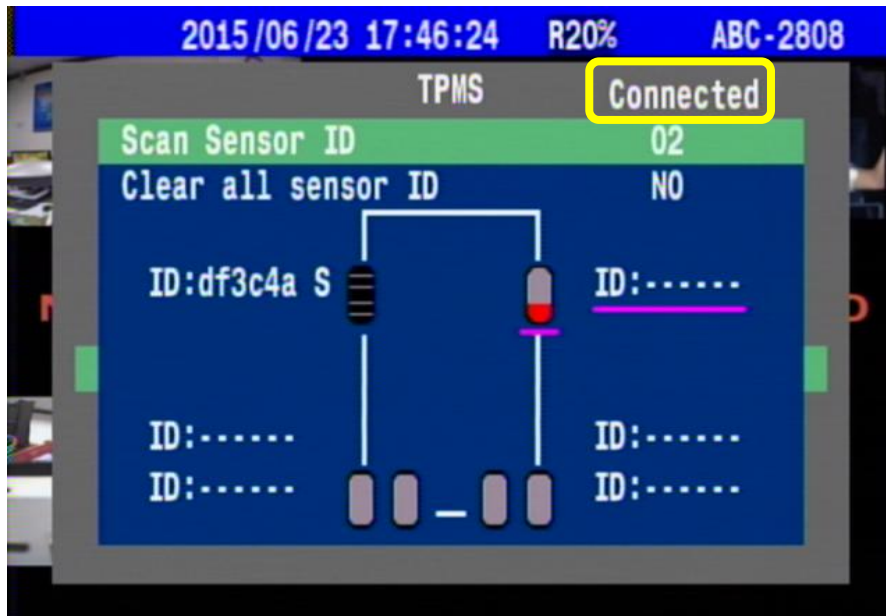 2015/06/23 17:46:24 R20% ABC-2808
TPMS Connected
Scan Sensor ID 02
Clear all sensor ID NO
ID:df3c4a S ID:------
ID:------ ID:------
ID:------ ID:------